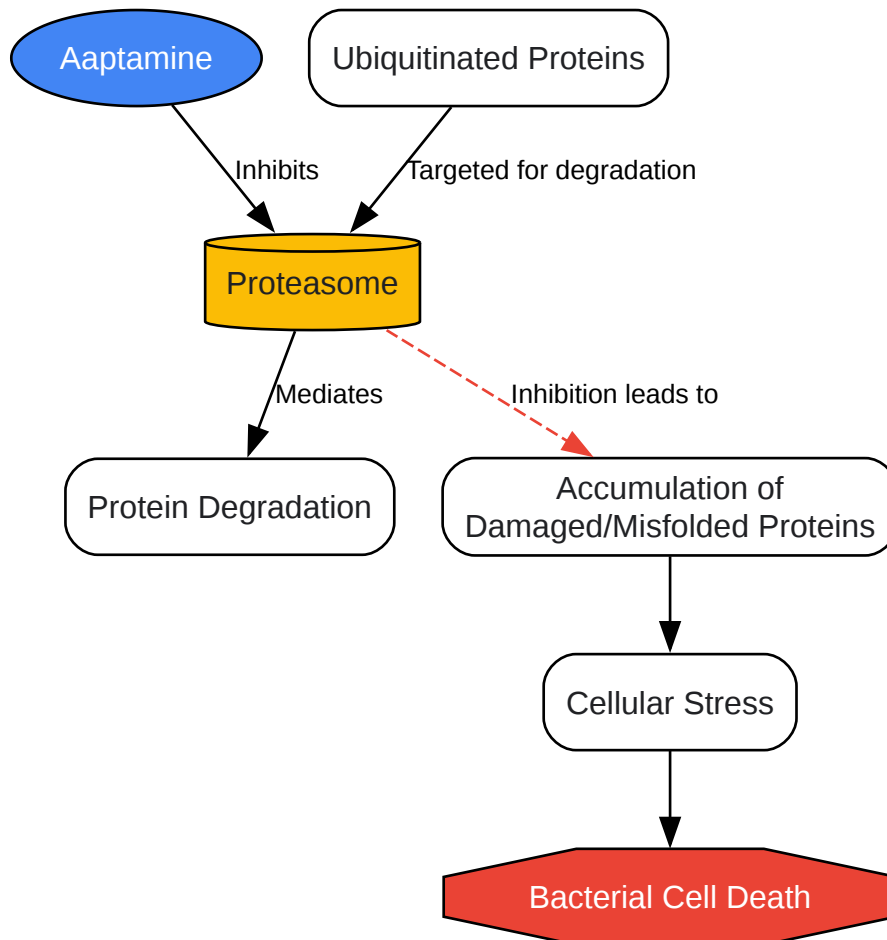 Aaptamine
Ubiquitinated Proteins
Inhibits
Targeted for degradation
Proteasome
Mediates
Inhibition leads to
Protein Degradation
Accumulation of
Damaged/Misfolded Proteins
Cellular Stress
Bacterial Cell Death